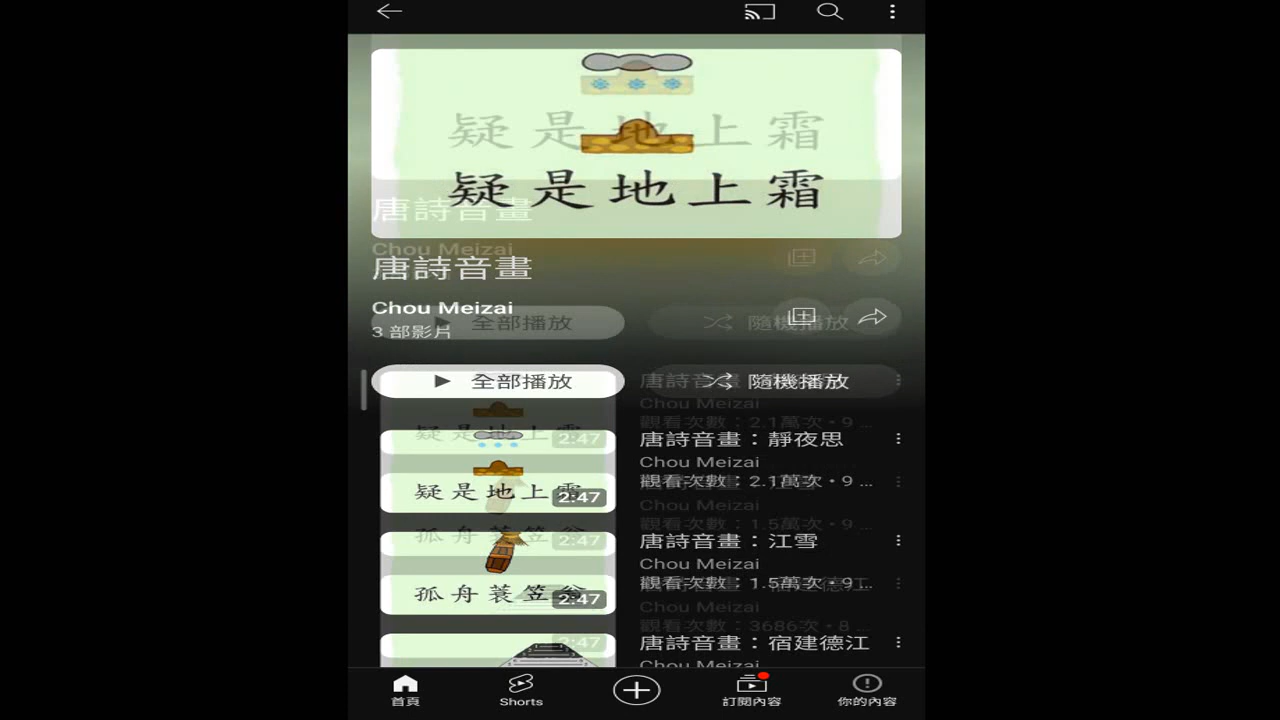 疑是地上霜
唐詩音畫
Chou Meizai
3 部影片
全部播放
隨機播放
疑是地上霜
2:47
唐詩音畫：靜夜思
Chou Meizai
觀看次數：2.1萬次・9 ...
孤舟蓑笠翁
2:47
唐詩音畫：江雪
Chou Meizai
觀看次數：1.5萬次・9 ...
唐詩音畫：宿建德江
Chou Meizai
首頁
Shorts
訂閱內容
你的內容